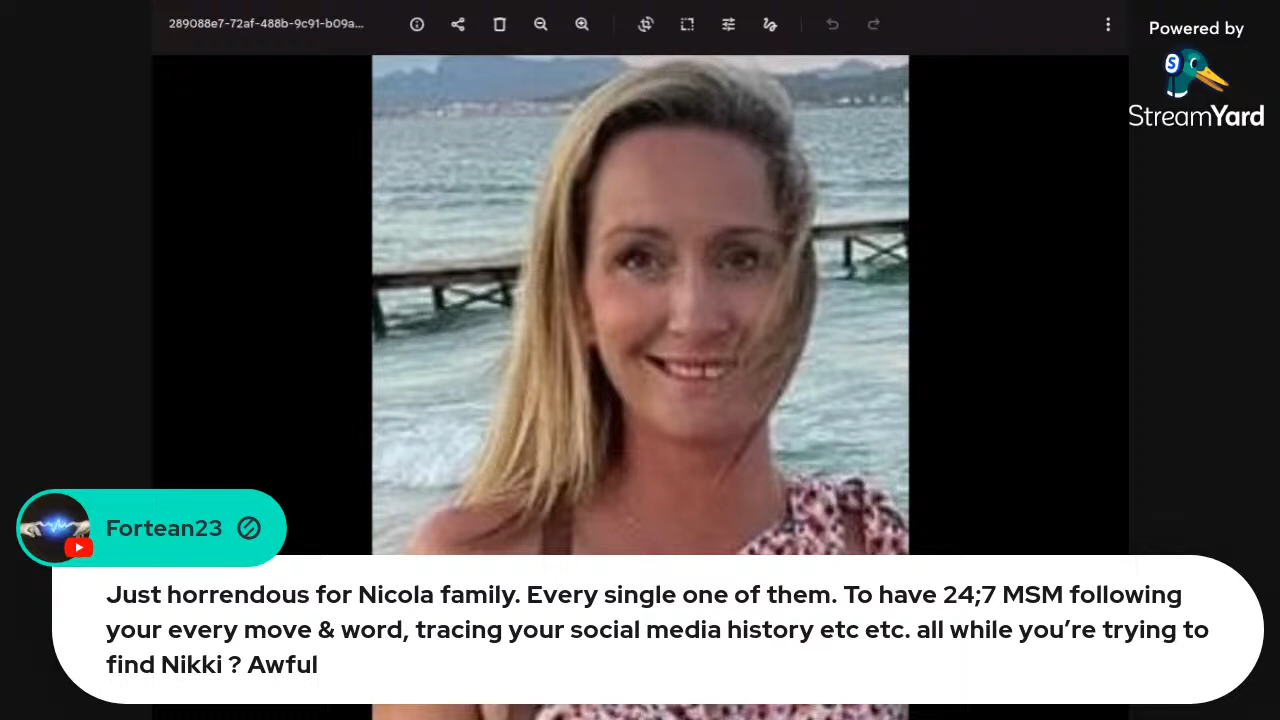 289088e7-72af-488b-9c91-b09a...
Powered by
S
StreamYard
Fortean23
Just horrendous for Nicola family. Every single one of them. To have 24;7 MSM following
your every move & word, tracing your social media history etc etc. all while you’re trying to
find Nikki ? Awful